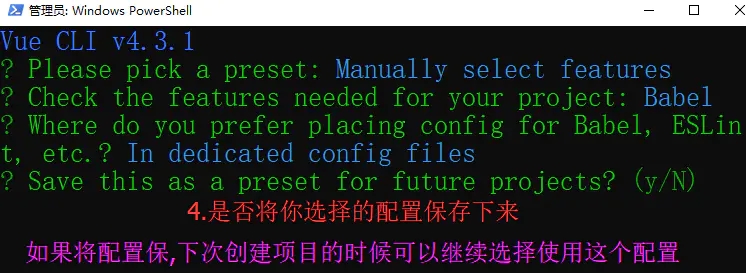 管理员: Windows PowerShell
Vue CLI v4.3.1
? Please pick a preset: Manually select features
? Check the features needed for your project: Babel
? Where do you prefer placing config for Babel, ESLin
t, etc.? In dedicated config files
? Save this as a preset for future projects? (y/N)
4.是否将你选择的配置保存下来
如果将配置保,下次创建项目的时候可以继续选择使用这个配置